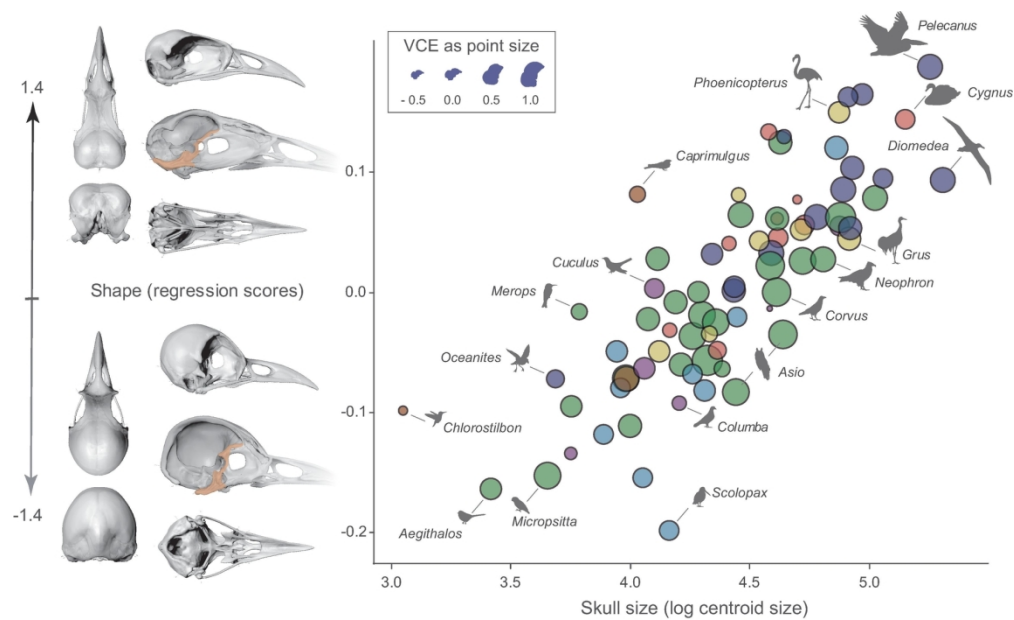 1.4
Shape (regression scores)
-1.4
VCE as point size
- 0.5 0.0 0.5 1.0
Pelecanus
Phoenicopterus
Cygnus
Diomedea
Caprimulgus
Cuculus
Grus
Merops
Neophron
Corvus
Oceanites
Asio
Chlorostilbon
Columba
Scolopax
Aegithalos
Micropsitta
0.1
0.0
-0.1
-0.2
3.0 3.5 4.0 4.5 5.0
Skull size (log centroid size)